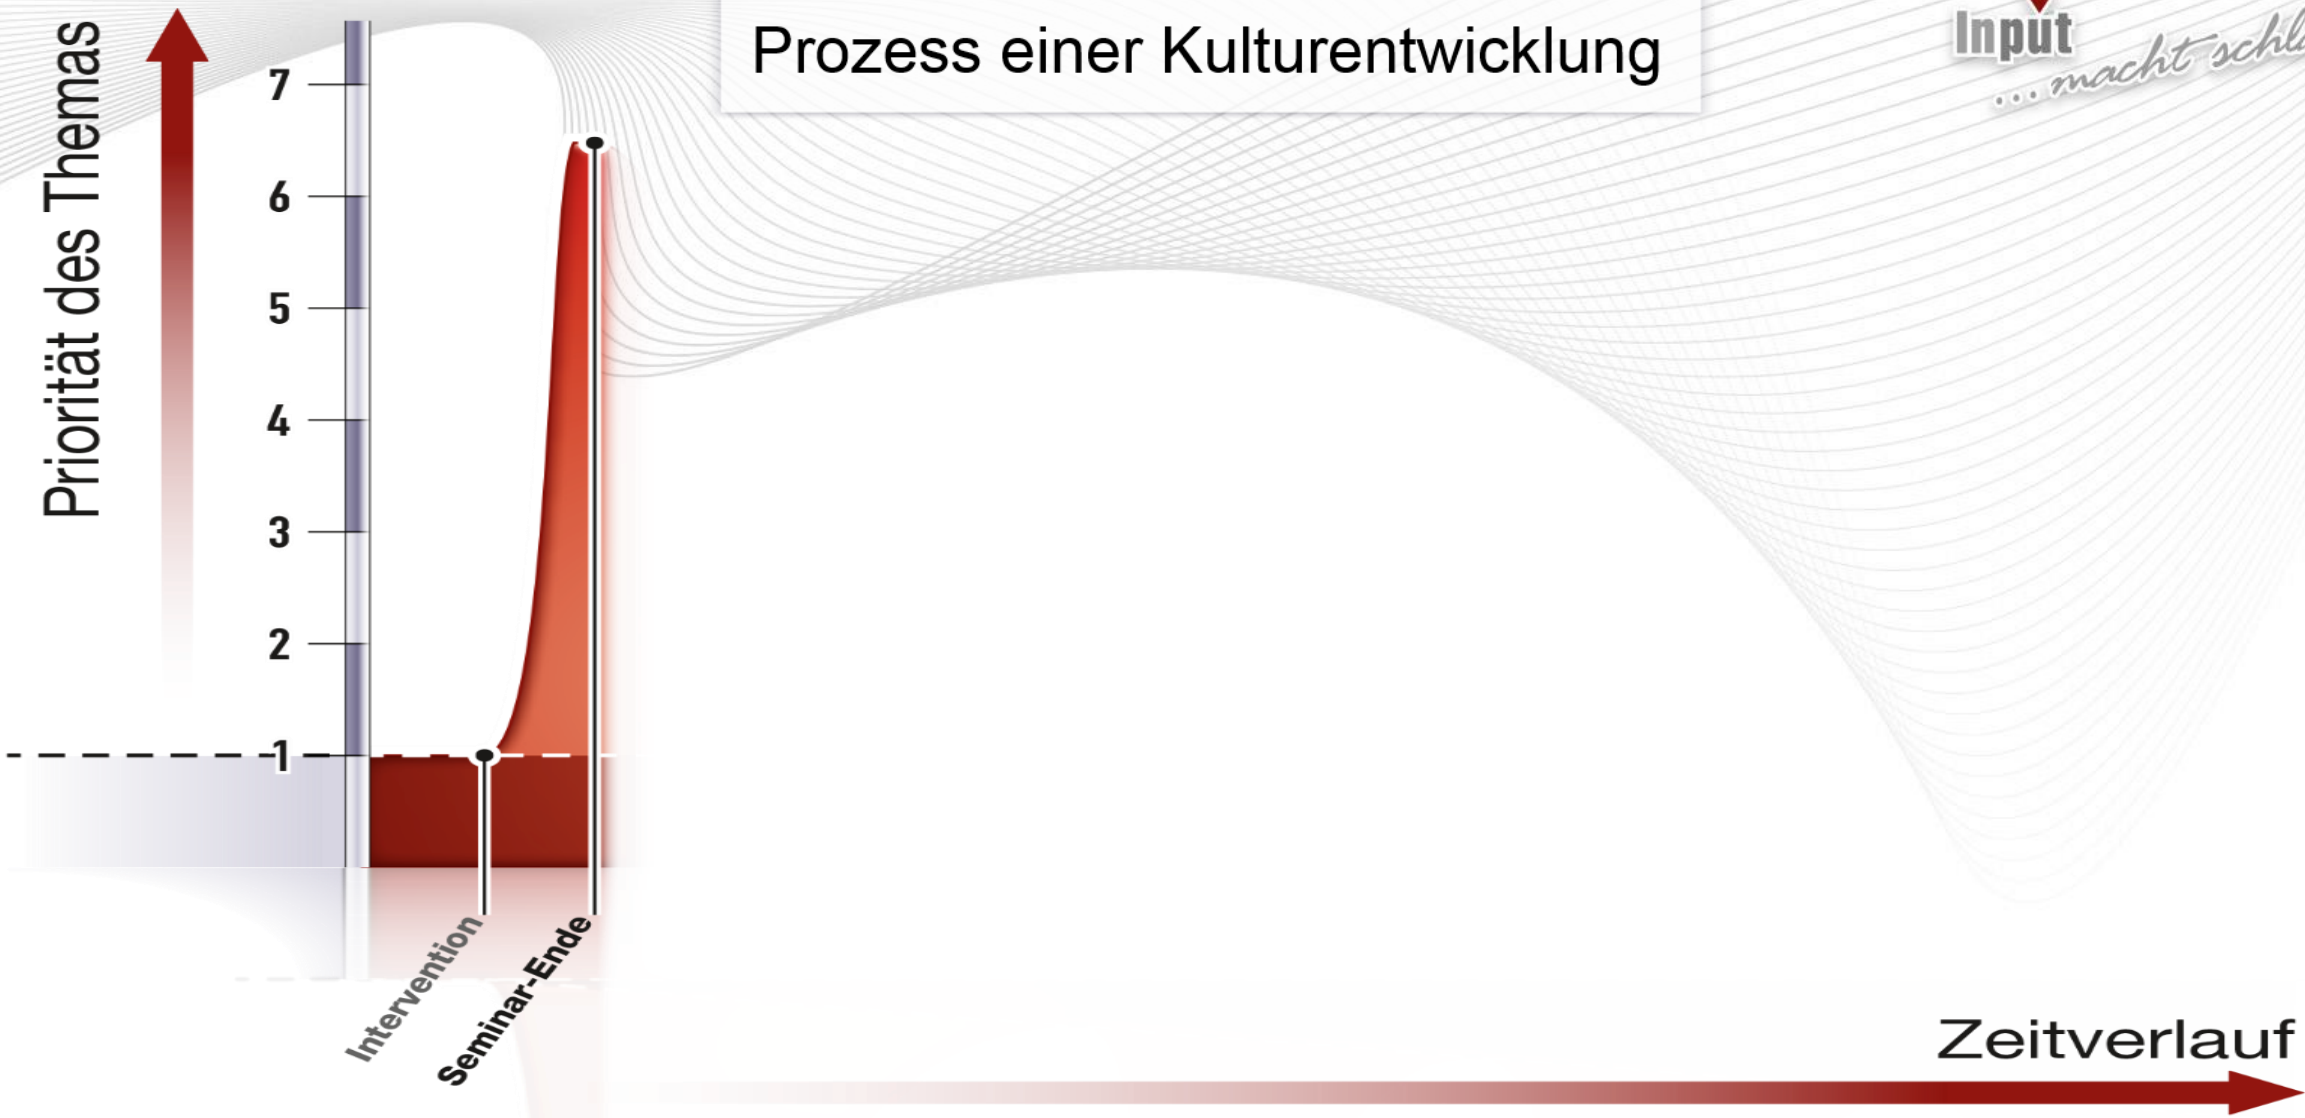 Prozess einer Kulturentwicklung
Input
... macht
Priorität des Themas
7
6
5
4
3
2
1
Intervention
Seminar-Ende
Zeitverlauf